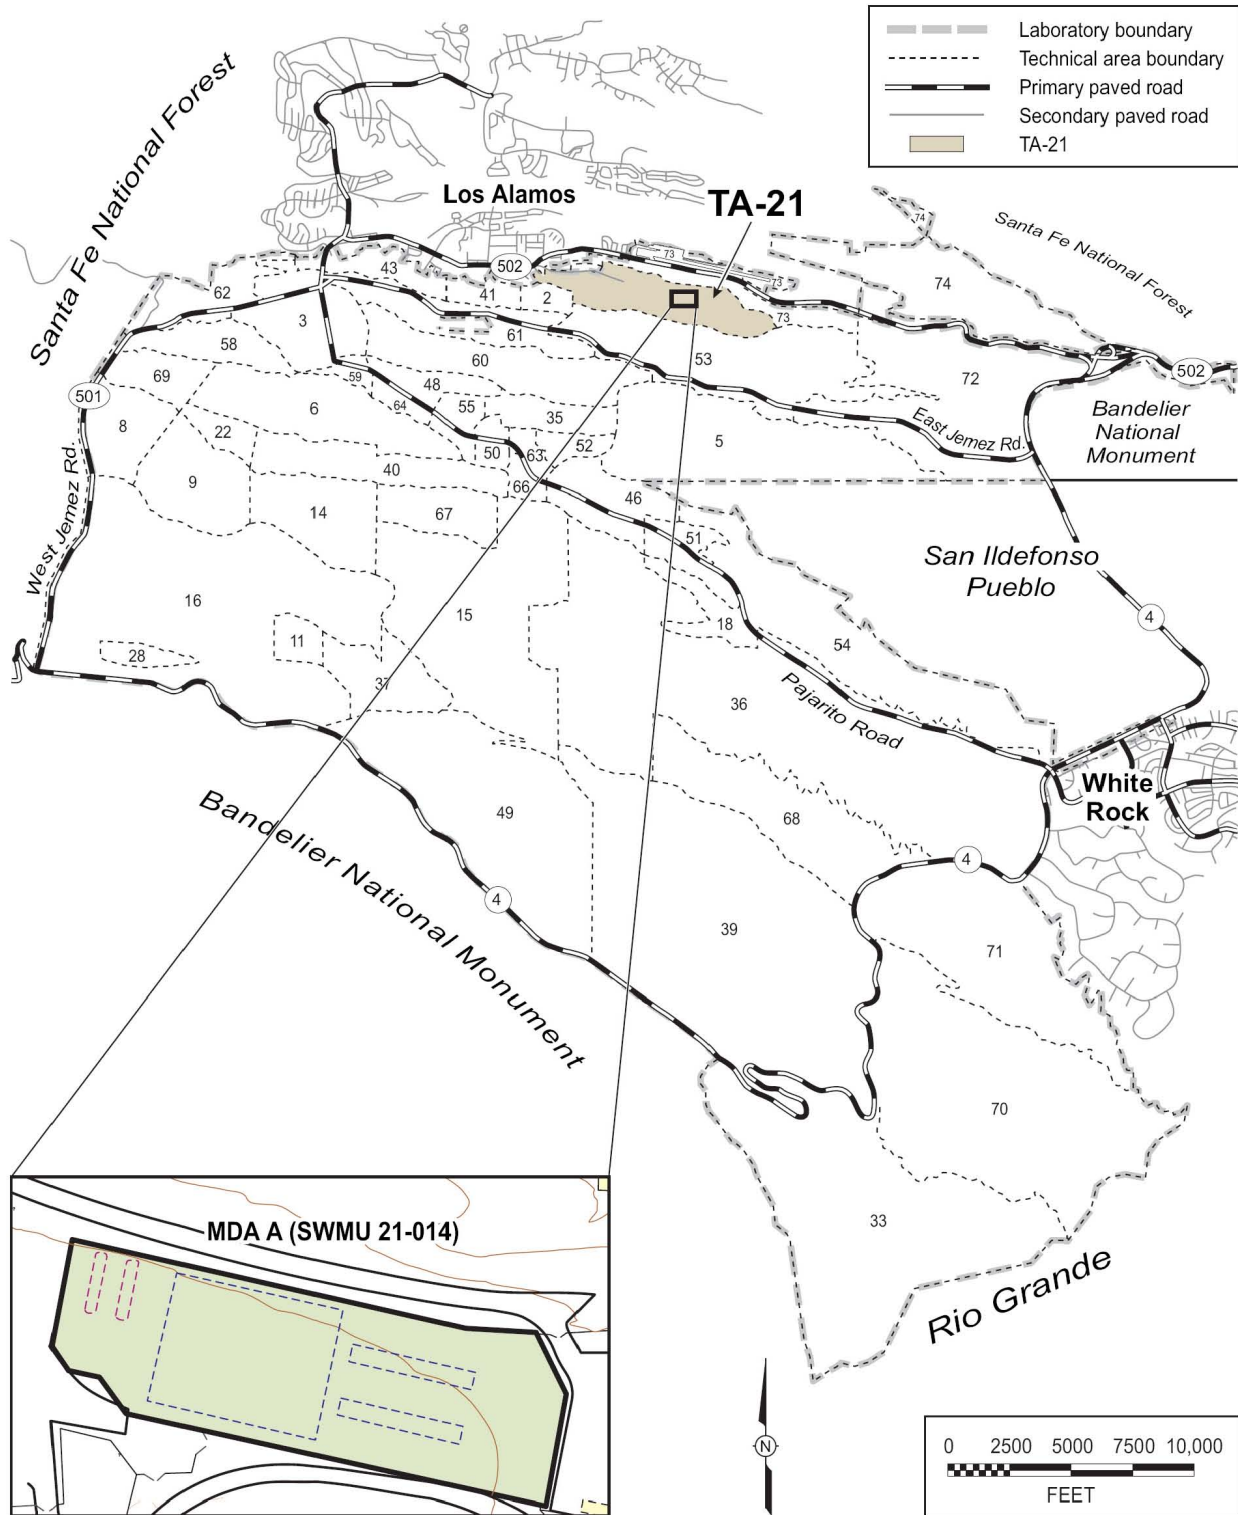 Laboratory boundary
Technical area boundary
Primary paved road
Secondary paved road
TA-21
Santa Fe National Forest
Los Alamos
TA-21
Santa Fe National Forest
74
74
73
73
73
502
43
62
41
2
3
61
58
60
53
72
502
69
59
48
501
64
55
35
6
8
22
50
63
52
5
East Jemez Rd.
Bandelier
National
Monument
9
40
66
46
14
67
51
West Jemez Rd.
San Ildefonso
Pueblo
16
15
18
4
11
54
28
37
36
Pajarito Road
White
Rock
49
68
4
Bandelier National Monument
4
39
71
70
33
Rio Grande
MDA A (SWMU 21-014)
N
0 2500 5000 7500 10,000
FEET